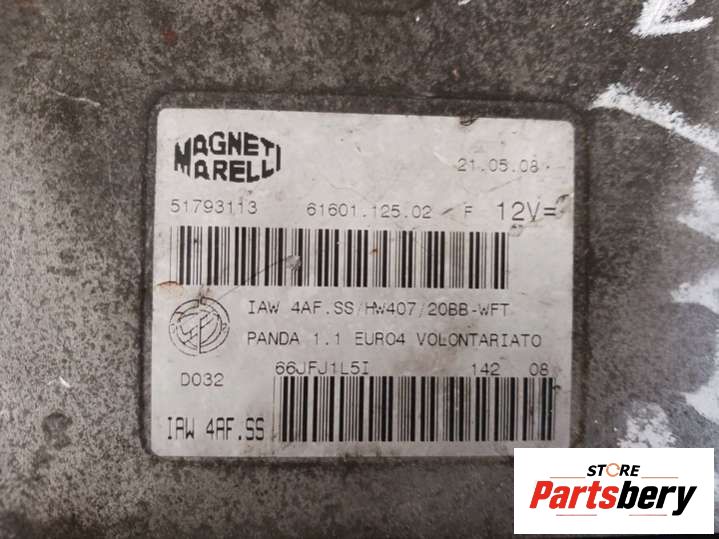 MAGNETI
MARELLI
21.05.08
51793113 61601.125.02 F 12V=
IAW 4AF.SS/HW407/20BB-WFT
PANDA 1.1 EURO4 VOLONTARIATO
D032 66JFJ1L5I 142 08
IAW 4AF.SS
STORE
Partsbery